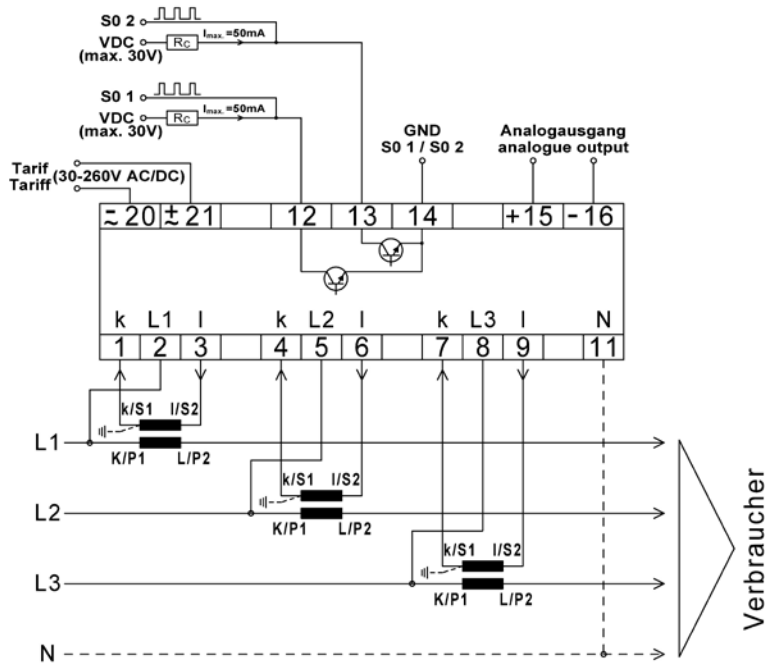 S0 2
VDC
(max. 30V)
RC
Imax. =50mA
S0 1
VDC
(max. 30V)
RC
Imax. =50mA
GND
S0 1 / S0 2
Analogausgang
analogue output
Tarif
Tariff
(30-260V AC/DC)
≂ 20
± ~ 21
12
13
14
+15
-16
k L1 l
k L2 l
k L3 l
N
1 2 3
4 5 6
7 8 9
11
k/S1 l/S2
L1
K/P1 L/P2
k/S1 l/S2
L2
K/P1 L/P2
k/S1 l/S2
L3
K/P1 L/P2
N
Verbraucher